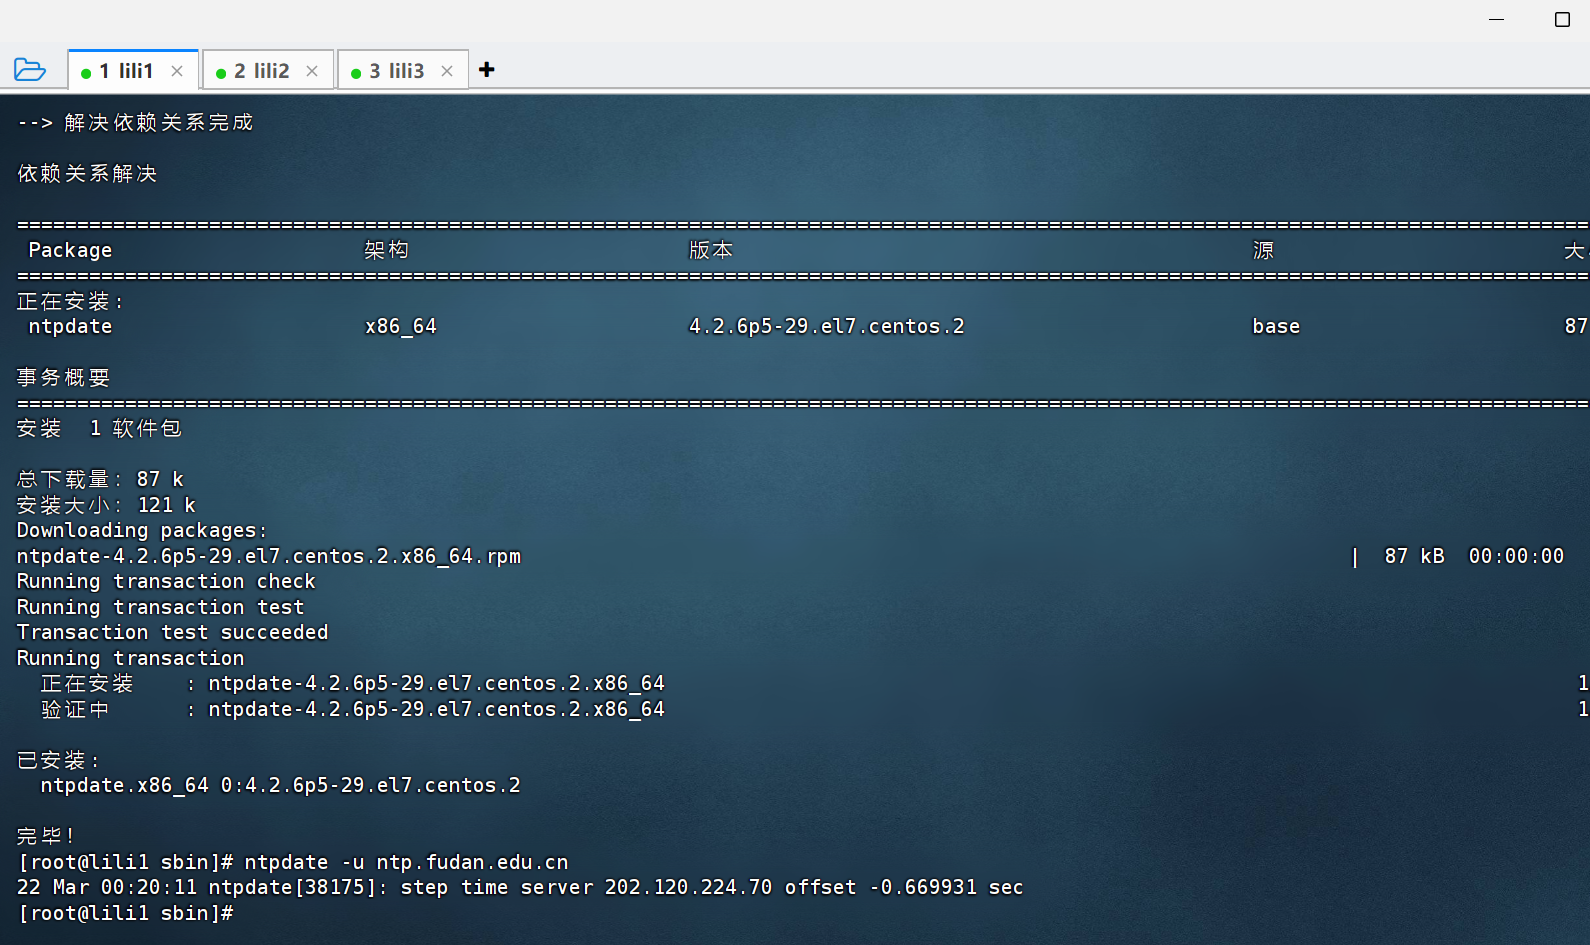 1 lili1 × 2 lili2 × 3 lili3 × +
--> 解决依赖关系完成
依赖关系解决
================================================================================
Package 架构 版本 源
================================================================================
正在安装:
ntpdate x86_64 4.2.6p5-29.el7.centos.2 base 87
事务概要
================================================================================
安装 1 软件包
总下载量：87 k
安装大小：121 k
Downloading packages:
ntpdate-4.2.6p5-29.el7.centos.2.x86_64.rpm | 87 kB 00:00:00
Running transaction check
Running transaction test
Transaction test succeeded
Running transaction
正在安装 : ntpdate-4.2.6p5-29.el7.centos.2.x86_64 1
验证中 : ntpdate-4.2.6p5-29.el7.centos.2.x86_64 1
已安装:
ntpdate.x86_64 0:4.2.6p5-29.el7.centos.2
完毕！
[root@lili1 sbin]# ntpdate -u ntp.fudan.edu.cn
22 Mar 00:20:11 ntpdate[38175]: step time server 202.120.224.70 offset -0.669931 sec
[root@lili1 sbin]#